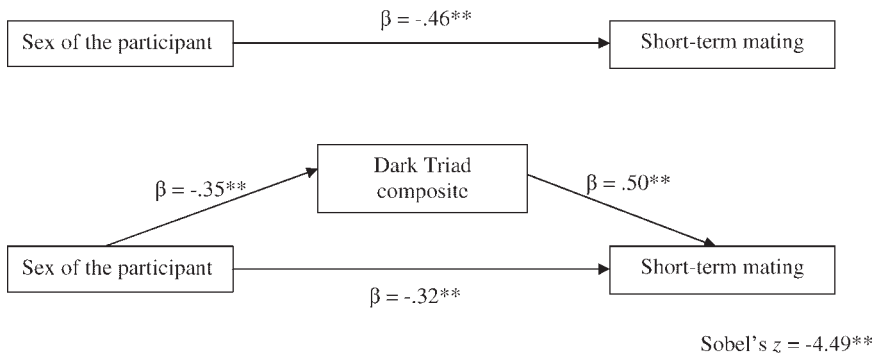 β = -.46**
Sex of the participant
Short-term mating
Dark Triad
composite
β = -.35**
β = .50**
Sex of the participant
Short-term mating
β = -.32**
Sobel's z = -4.49**